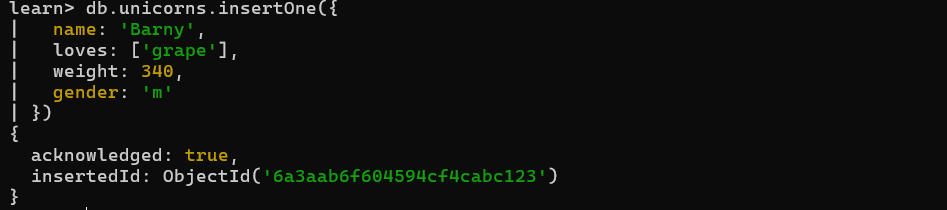 learn> db.unicorns.insertOne({
|   name: 'Barny',
|   loves: ['grape'],
|   weight: 340,
|   gender: 'm'
| })
{
  acknowledged: true,
  insertedId: ObjectId('6a3aab6f604594cf4cabc123')
}